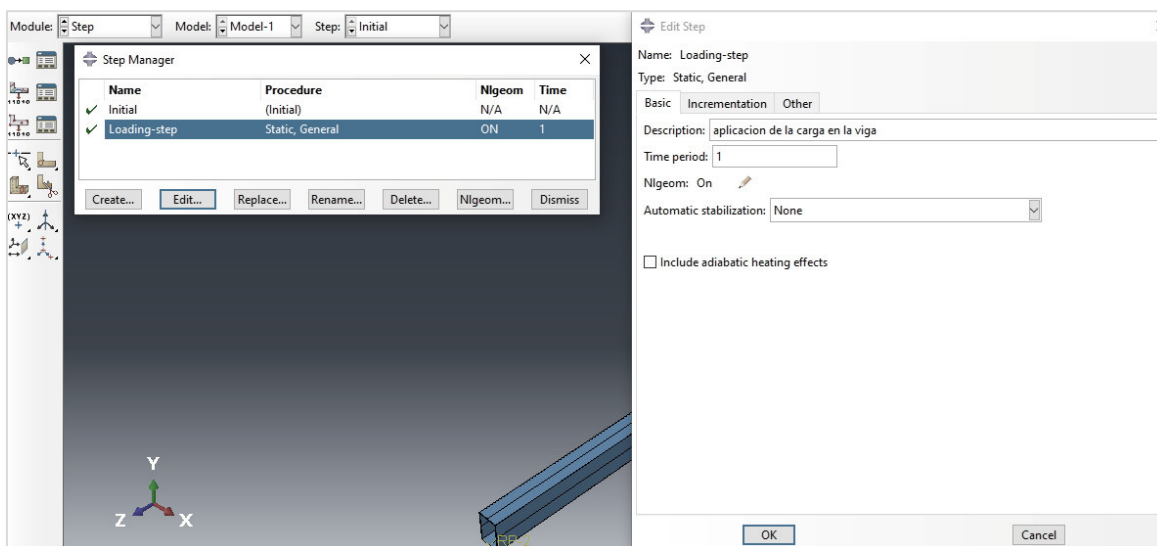 Module: Step Model: Model-1 Step: Initial
Step Manager
Name Procedure Nlgeom Time
Initial (Initial) N/A N/A
Loading-step Static, General ON 1
Create... Edit... Replace... Rename... Delete... Nlgeom... Dismiss
(XYZ)
Y
Z X
Edit Step
Name: Loading-step
Type: Static, General
Basic Incrementation Other
Description: aplicacion de la carga en la viga
Time period: 1
Nlgeom: On
Automatic stabilization: None
Include adiabatic heating effects
OK Cancel